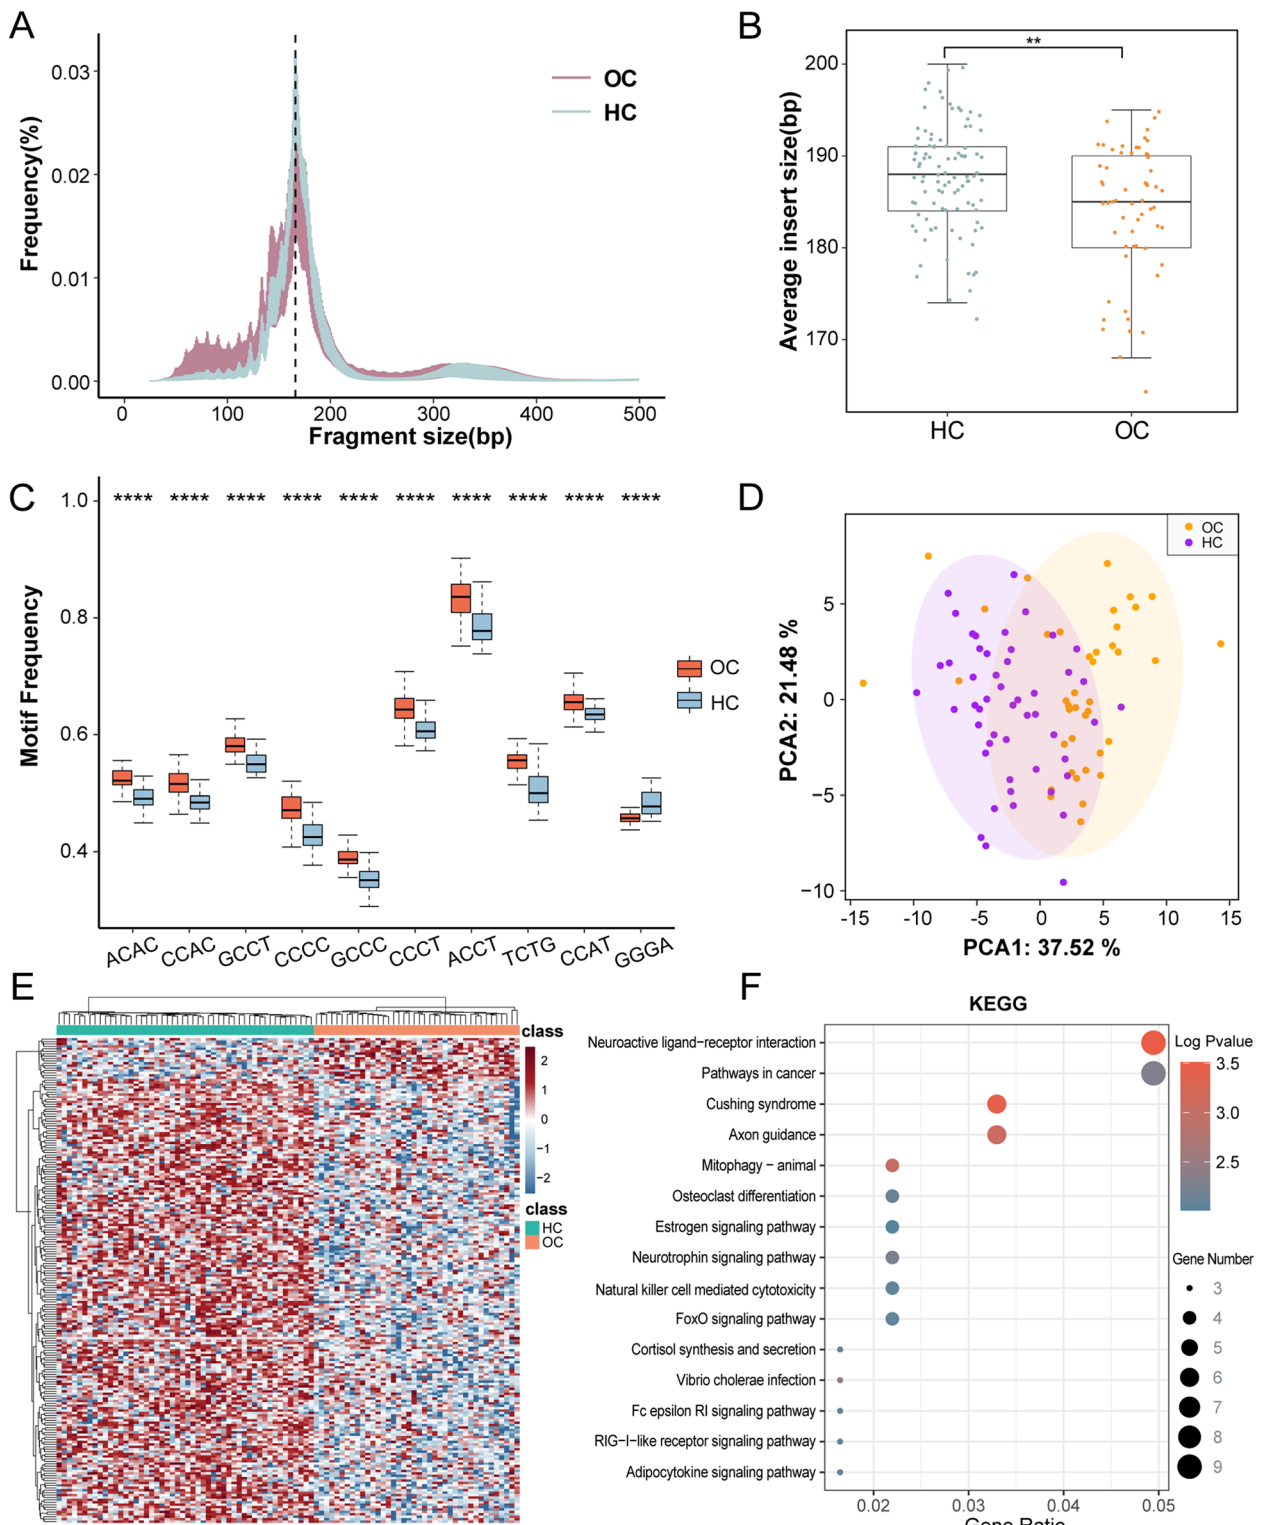 A
OC
HC
0.03
0.02
0.01
0.00
Frequency(%)
0 100 200 300 400 500
Fragment size(bp)
B
**
200
190
180
170
Average insert size(bp)
HC OC
C
**** **** **** **** **** **** **** **** **** ****
1.0
0.8
0.6
0.4
Motif Frequency
OC
HC
ACAC CCAC GCCT CCCC GCCC CCCT ACCT TCTG CCAT GGGA
D
OC
HC
5
0
−5
−10
PCA2: 21.48 %
-15 -10 -5 0 5 10 15
PCA1: 37.52 %
E
class
2
1
0
−1
−2
class
HC
OC
F
KEGG
Neuroactive ligand−receptor interaction
Pathways in cancer
Cushing syndrome
Axon guidance
Mitophagy − animal
Osteoclast differentiation
Estrogen signaling pathway
Neurotrophin signaling pathway
Natural killer cell mediated cytotoxicity
FoxO signaling pathway
Cortisol synthesis and secretion
Vibrio cholerae infection
Fc epsilon RI signaling pathway
RIG−I−like receptor signaling pathway
Adipocytokine signaling pathway
0.02 0.03 0.04 0.05
Gene Ratio
Log Pvalue
3.5
3.0
2.5
Gene Number
3
4
5
6
7
8
9